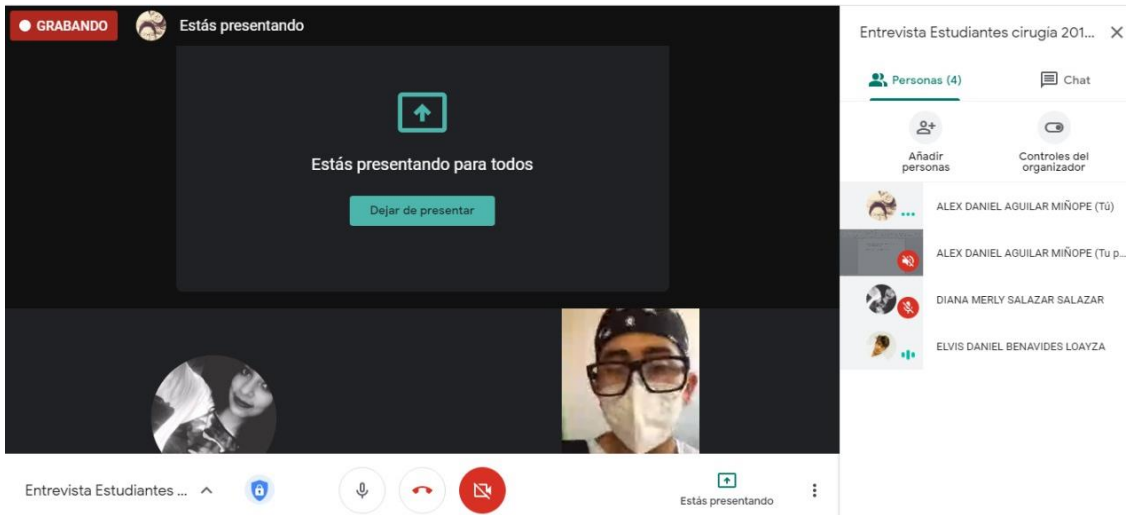 GRABANDO
Estás presentando
Estás presentando para todos
Dejar de presentar
Entrevista Estudiantes ...
Estás presentando
Entrevista Estudiantes cirugía 201...
Personas (4)
Chat
Añadir
personas
Controles del
organizador
ALEX DANIEL AGUILAR MIÑOPE (Tú)
ALEX DANIEL AGUILAR MIÑOPE (Tu p...
DIANA MERLY SALAZAR SALAZAR
ELVIS DANIEL BENAVIDES LOAYZA